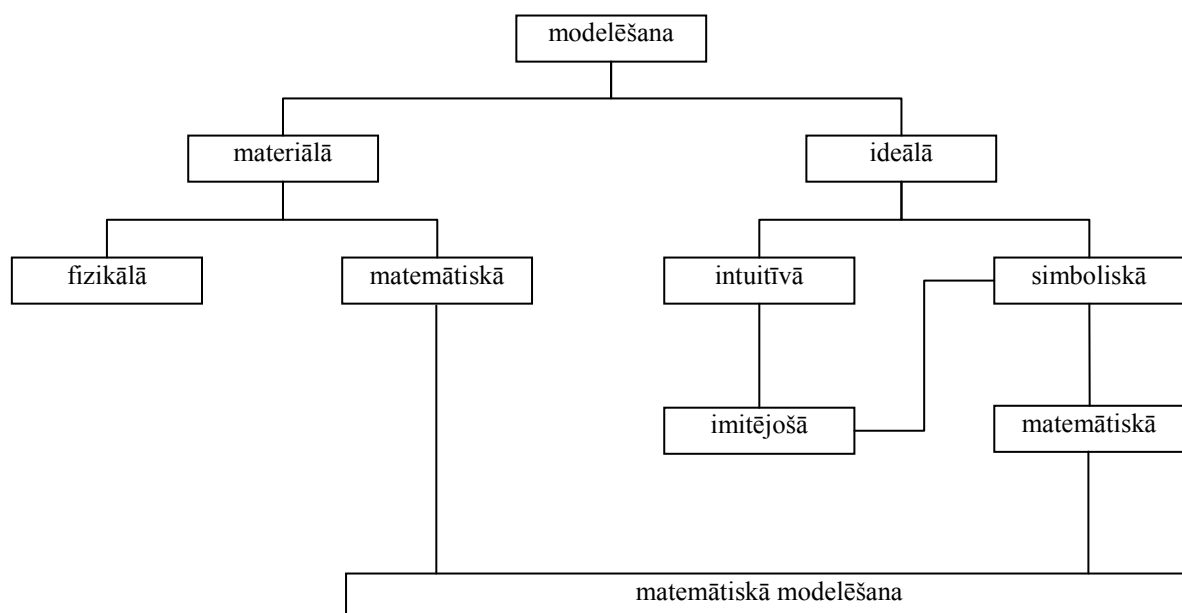 modelēšana
materiālā
ideālā
fizikālā
matemātiskā
intuitīvā
simboliskā
imitējošā
matemātiskā
matemātiskā modelēšana